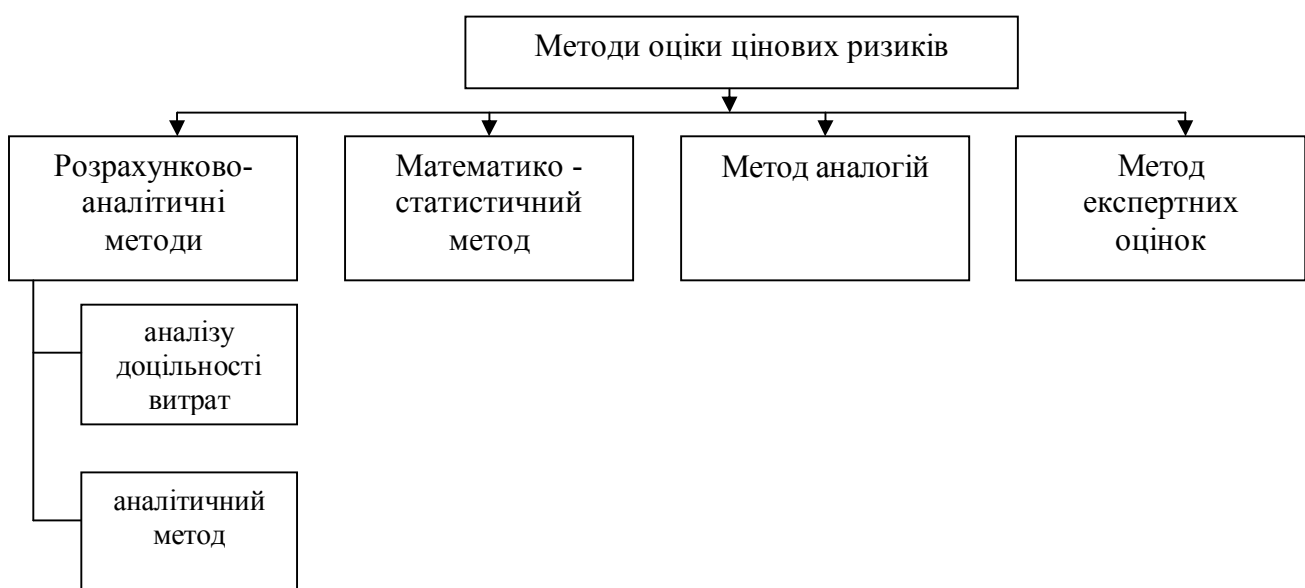 Методи оціки цінових ризиків
Розрахунково-
аналітичні
методи
Математико -
статистичний
метод
Метод аналогій
Метод
експертних
оцінок
аналізу
доцільності
витрат
аналітичний
метод